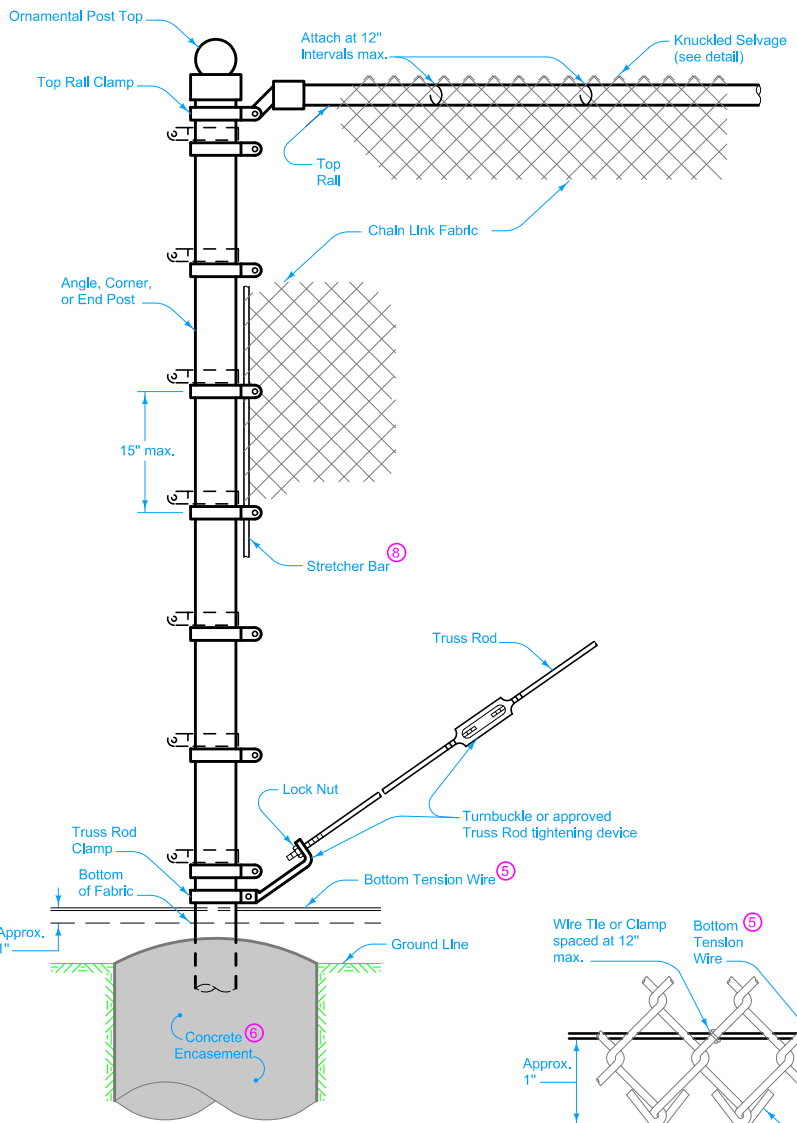 Ornamental Post Top
Attach at 12"
Intervals max.
Knuckled Selvage
(see detail)
Top Rail Clamp
Top
Rail
Chain Link Fabric
Angle, Corner,
or End Post
15" max.
Stretcher Bar 8
Truss Rod
Lock Nut
Turnbuckle or approved
Truss Rod tightening device
Truss Rod
Clamp
Bottom
of Fabric
Bottom Tension Wire 5
Approx.
1"
Ground Line
Concrete 6
Encasement
Wire Tie or Clamp
spaced at 12"
max.
Bottom 5
Tension
Wire
Approx.
1"